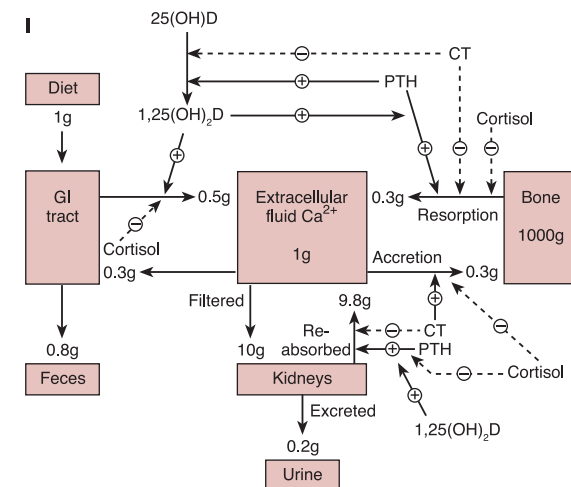 I
25(OH)D
CT
PTH
Diet
1g
1,25(OH)₂D
Cortisol
GI
tract
0.5g
Extracellular
fluid Ca²⁺
1g
0.3g
Resorption
Bone
1000g
Cortisol
0.3g
Accretion
0.3g
Filtered
9.8g
Re-
absorbed
CT
PTH
0.8g
10g
Cortisol
Feces
Kidneys
Excreted
1,25(OH)₂D
0.2g
Urine